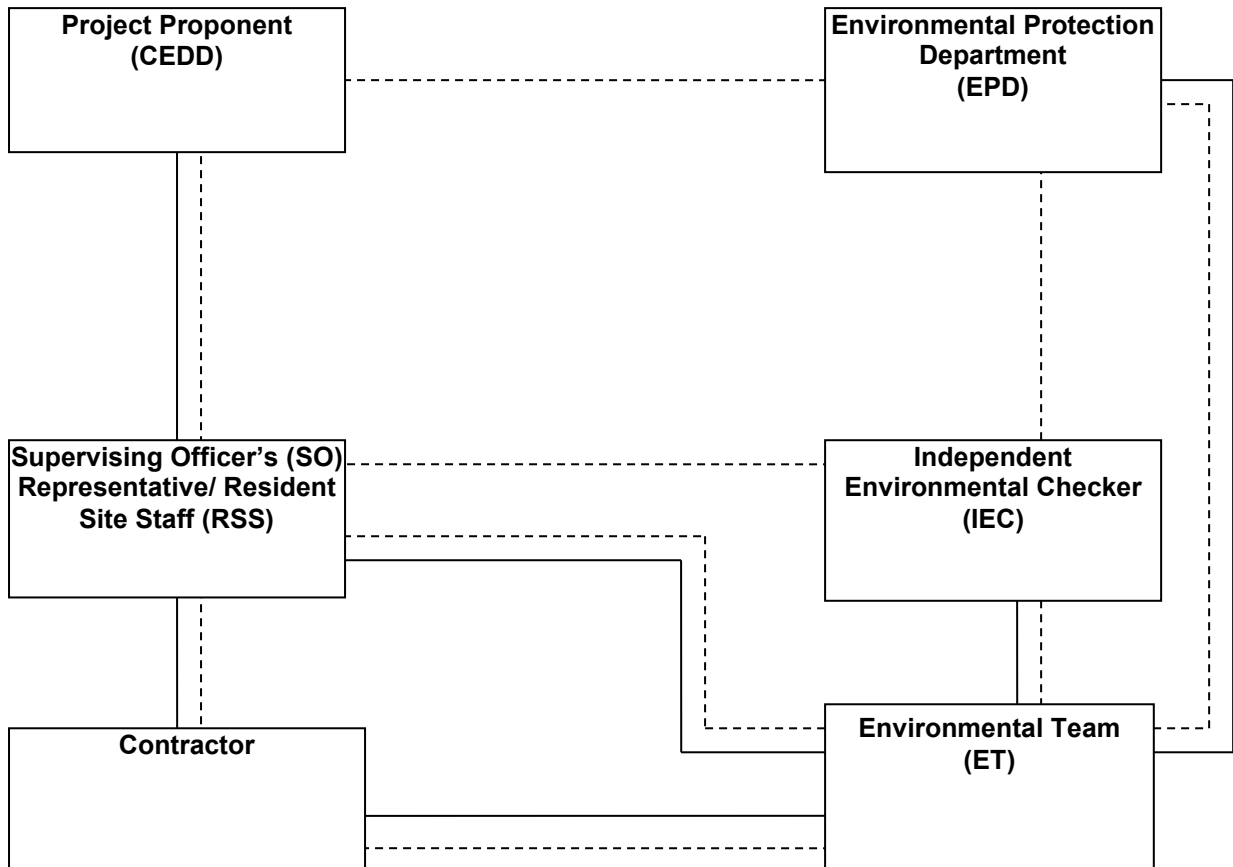 Project Proponent
(CEDD)
Environmental Protection
Department
(EPD)
Supervising Officer's (SO)
Representative/ Resident
Site Staff (RSS)
Independent
Environmental Checker
(IEC)
Contractor
Environmental Team
(ET)